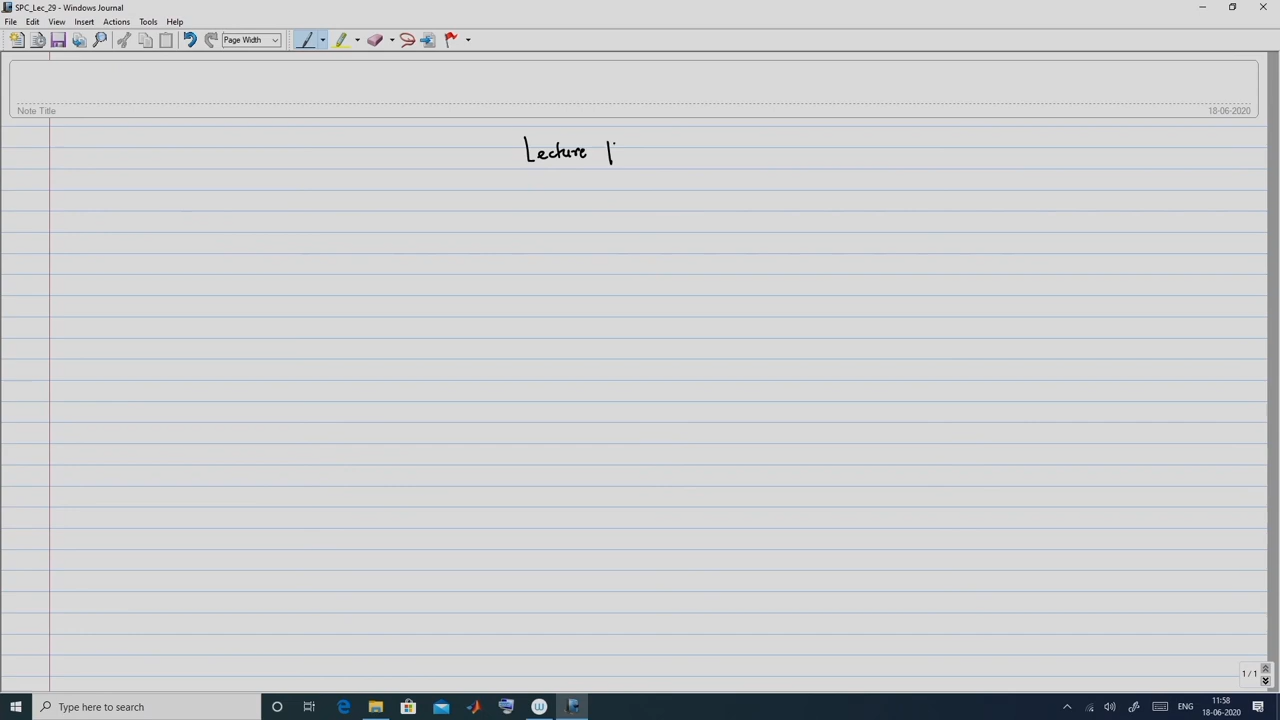 SPC_Lec_29 - Windows Journal
File Edit View Insert Actions Tools Help
Page Width
Note Title
18-06-2020
Lecture
1 / 1
Type here to search
ENG
11:58
18-06-2020